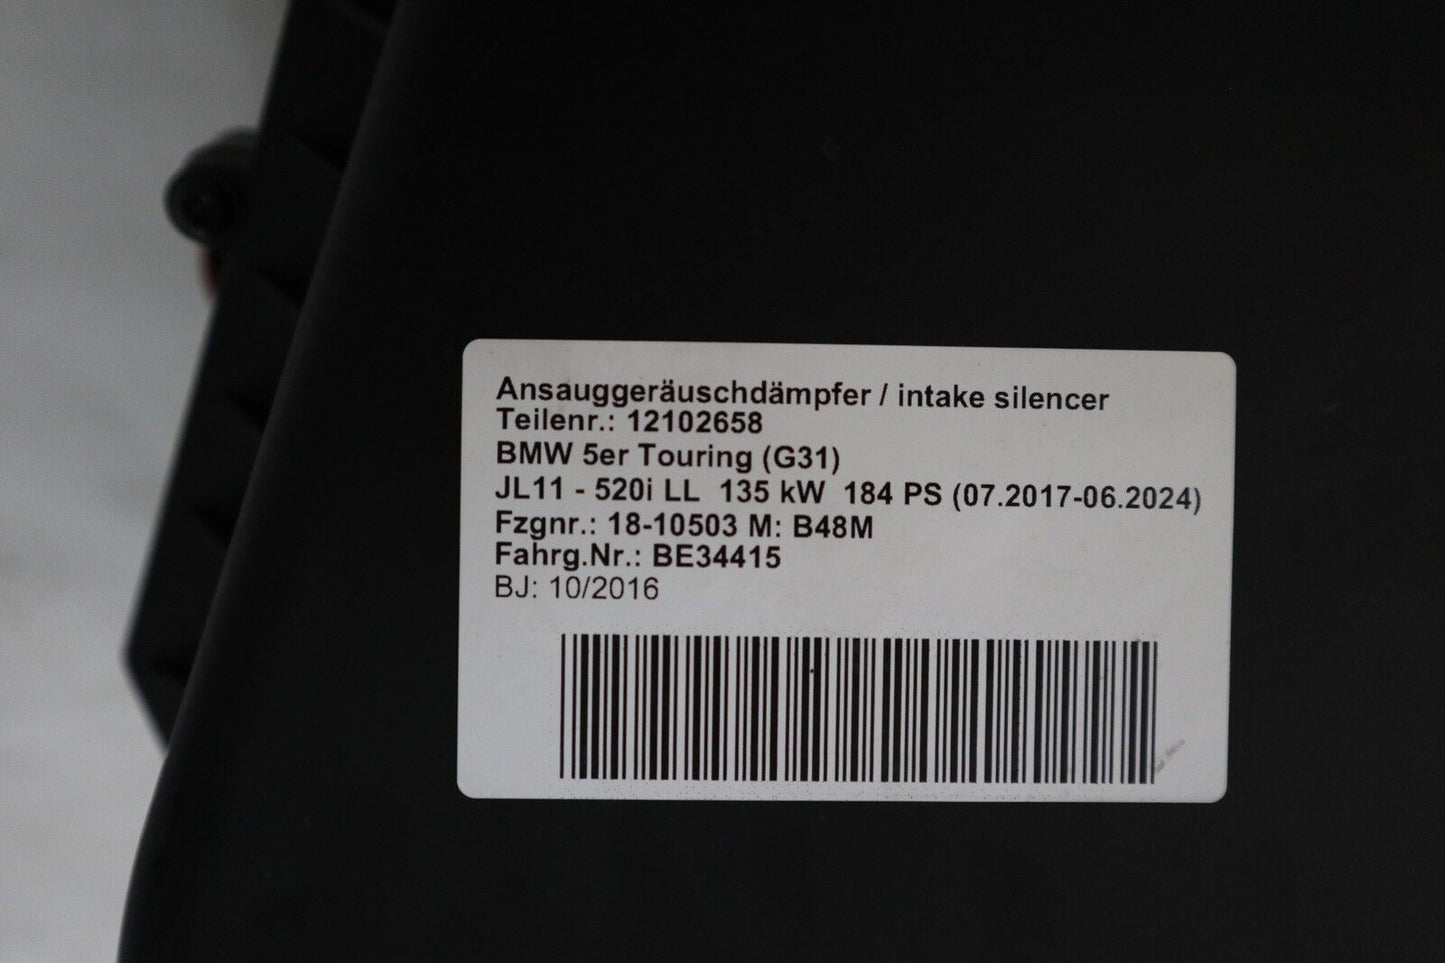 Ansauggeräuschdämpfer / intake silencer
Teilenr.: 12102658
BMW 5er Touring (G31)
JL11 - 520i LL  135 kW  184 PS (07.2017-06.2024)
Fzgnr.: 18-10503 M: B48M
Fahrg.Nr.: BE34415
BJ: 10/2016